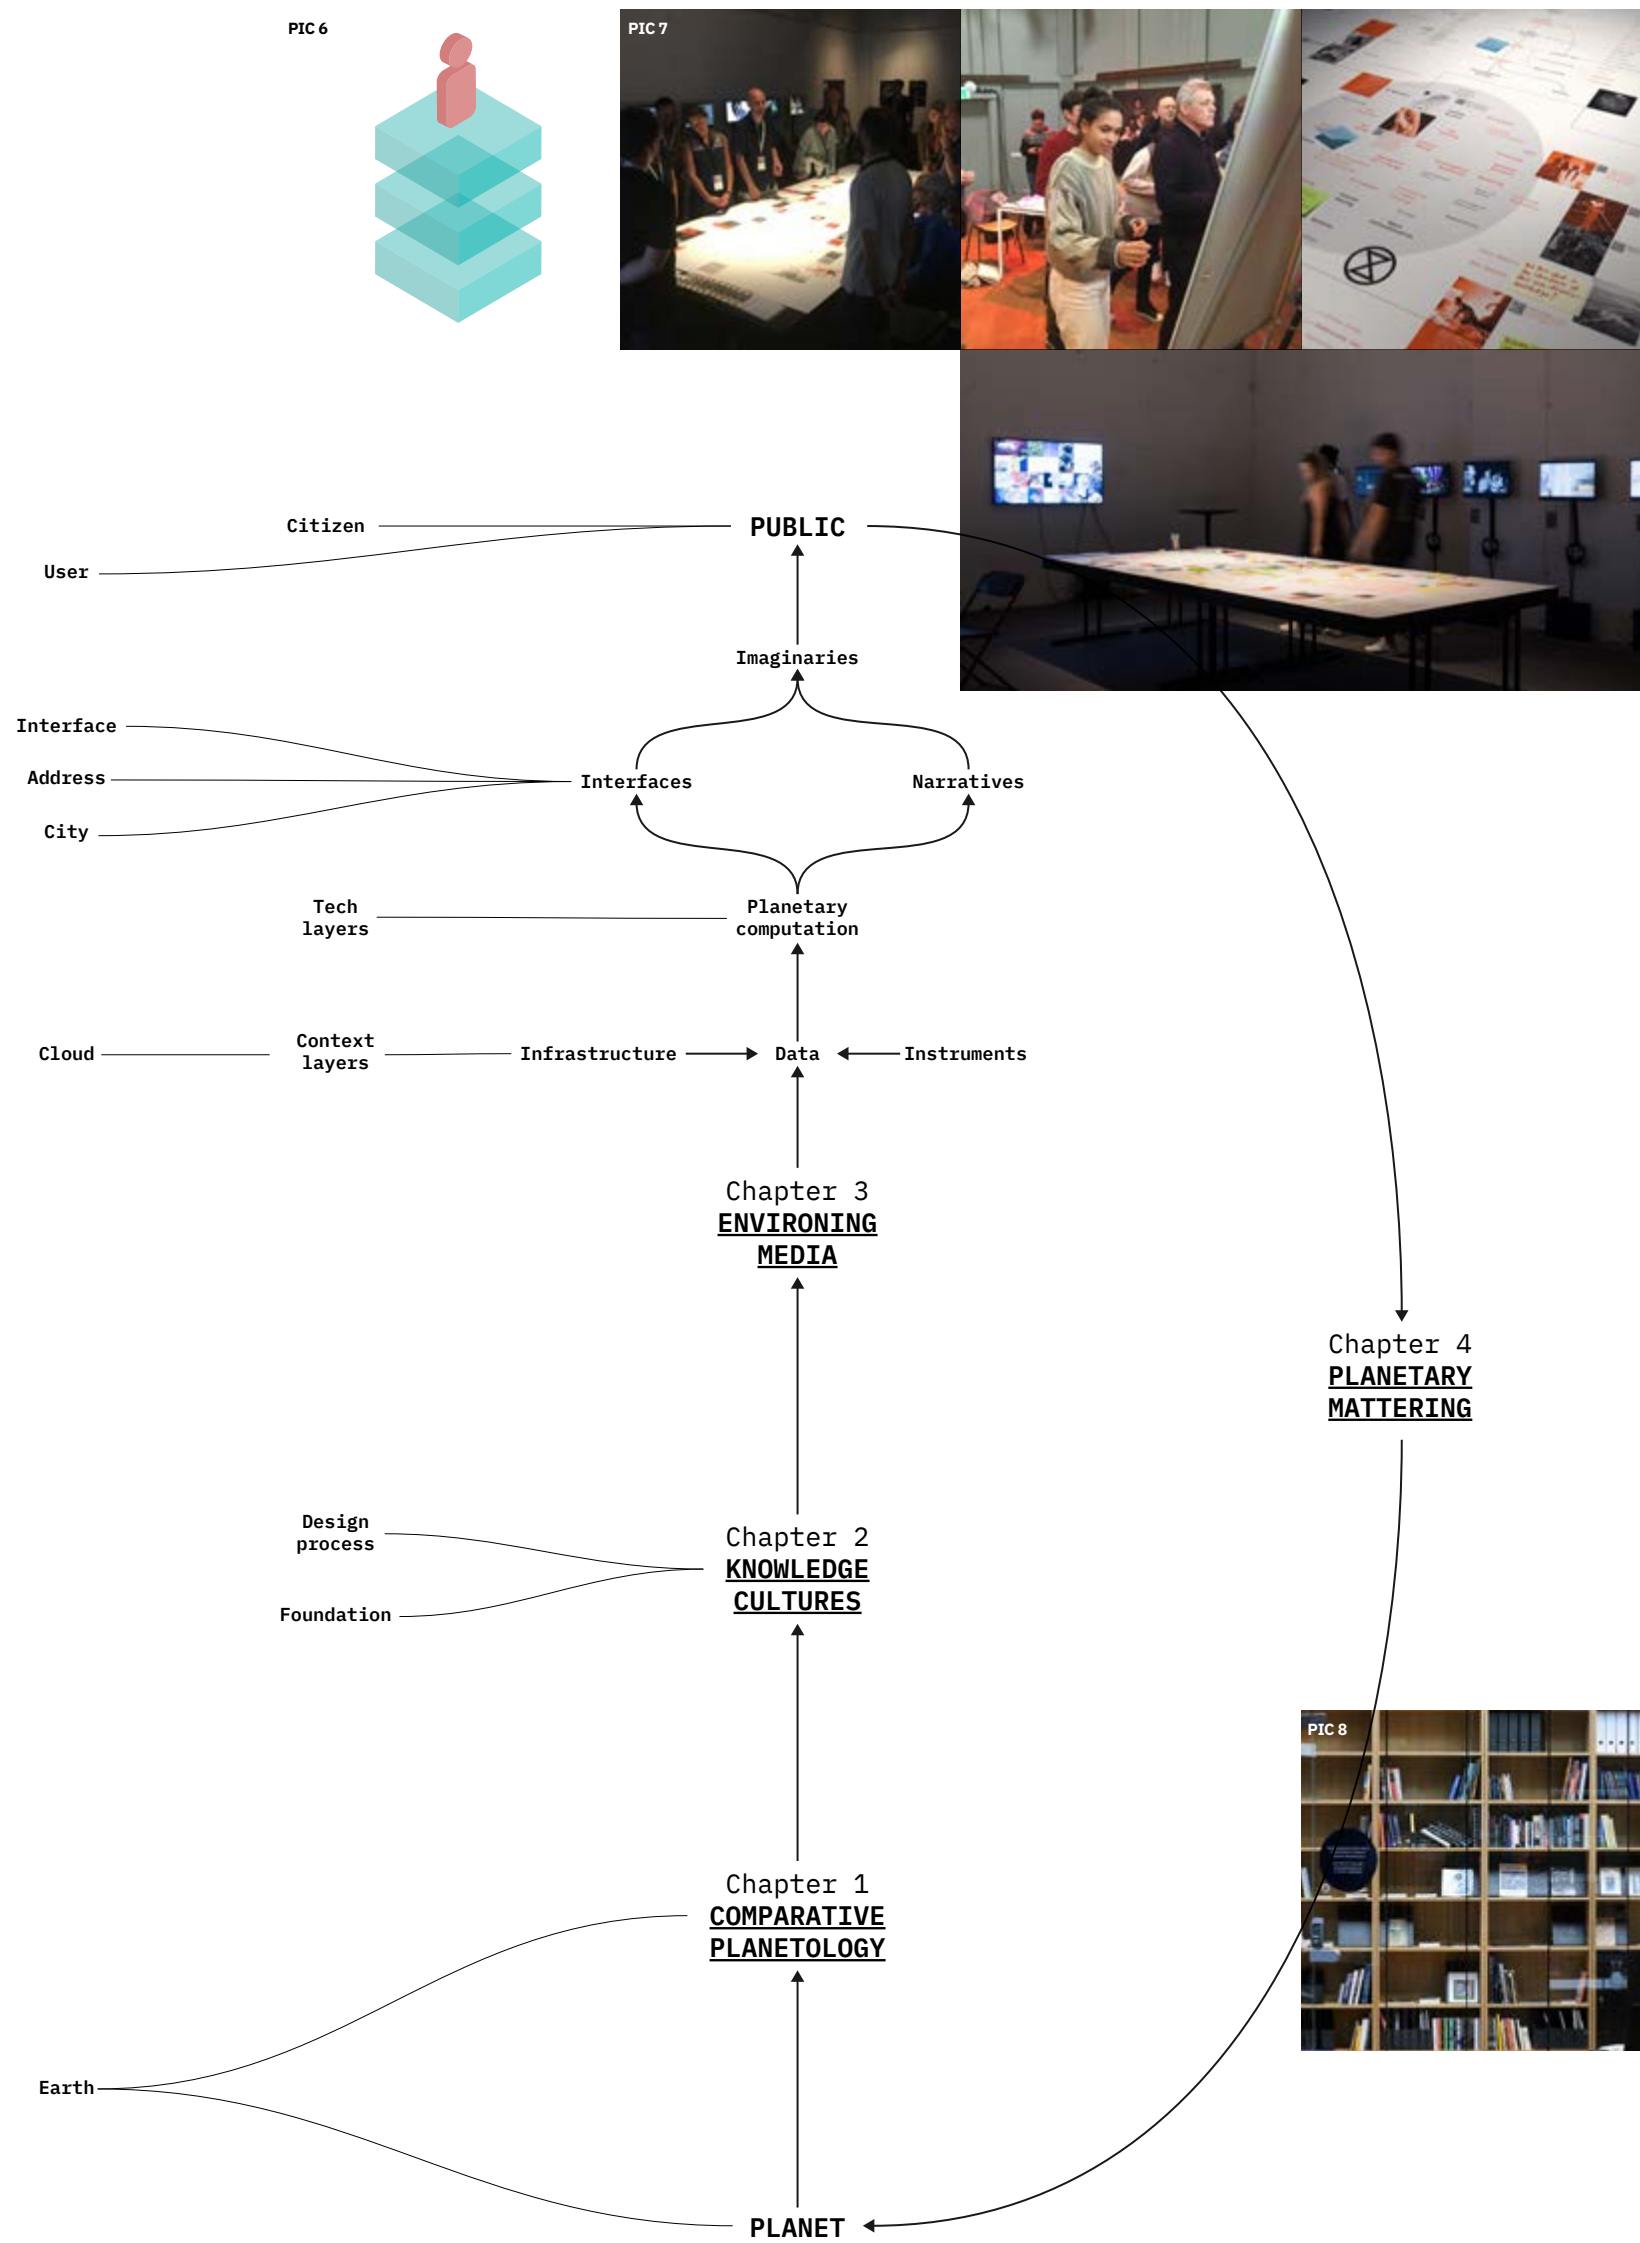 PIC 6
PIC 7
Citizen
PUBLIC
User
Imaginaries
Interface
Address
Interfaces
Narratives
City
Tech
layers
Planetary
computation
Cloud
Context
layers
Infrastructure
Data
Instruments
Chapter 3
ENVIRONING
MEDIA
Chapter 4
PLANETARY
MATTERING
Design
process
Chapter 2
KNOWLEDGE
CULTURES
Foundation
PIC 8
Chapter 1
COMPARATIVE
PLANETOLOGY
Earth
PLANET